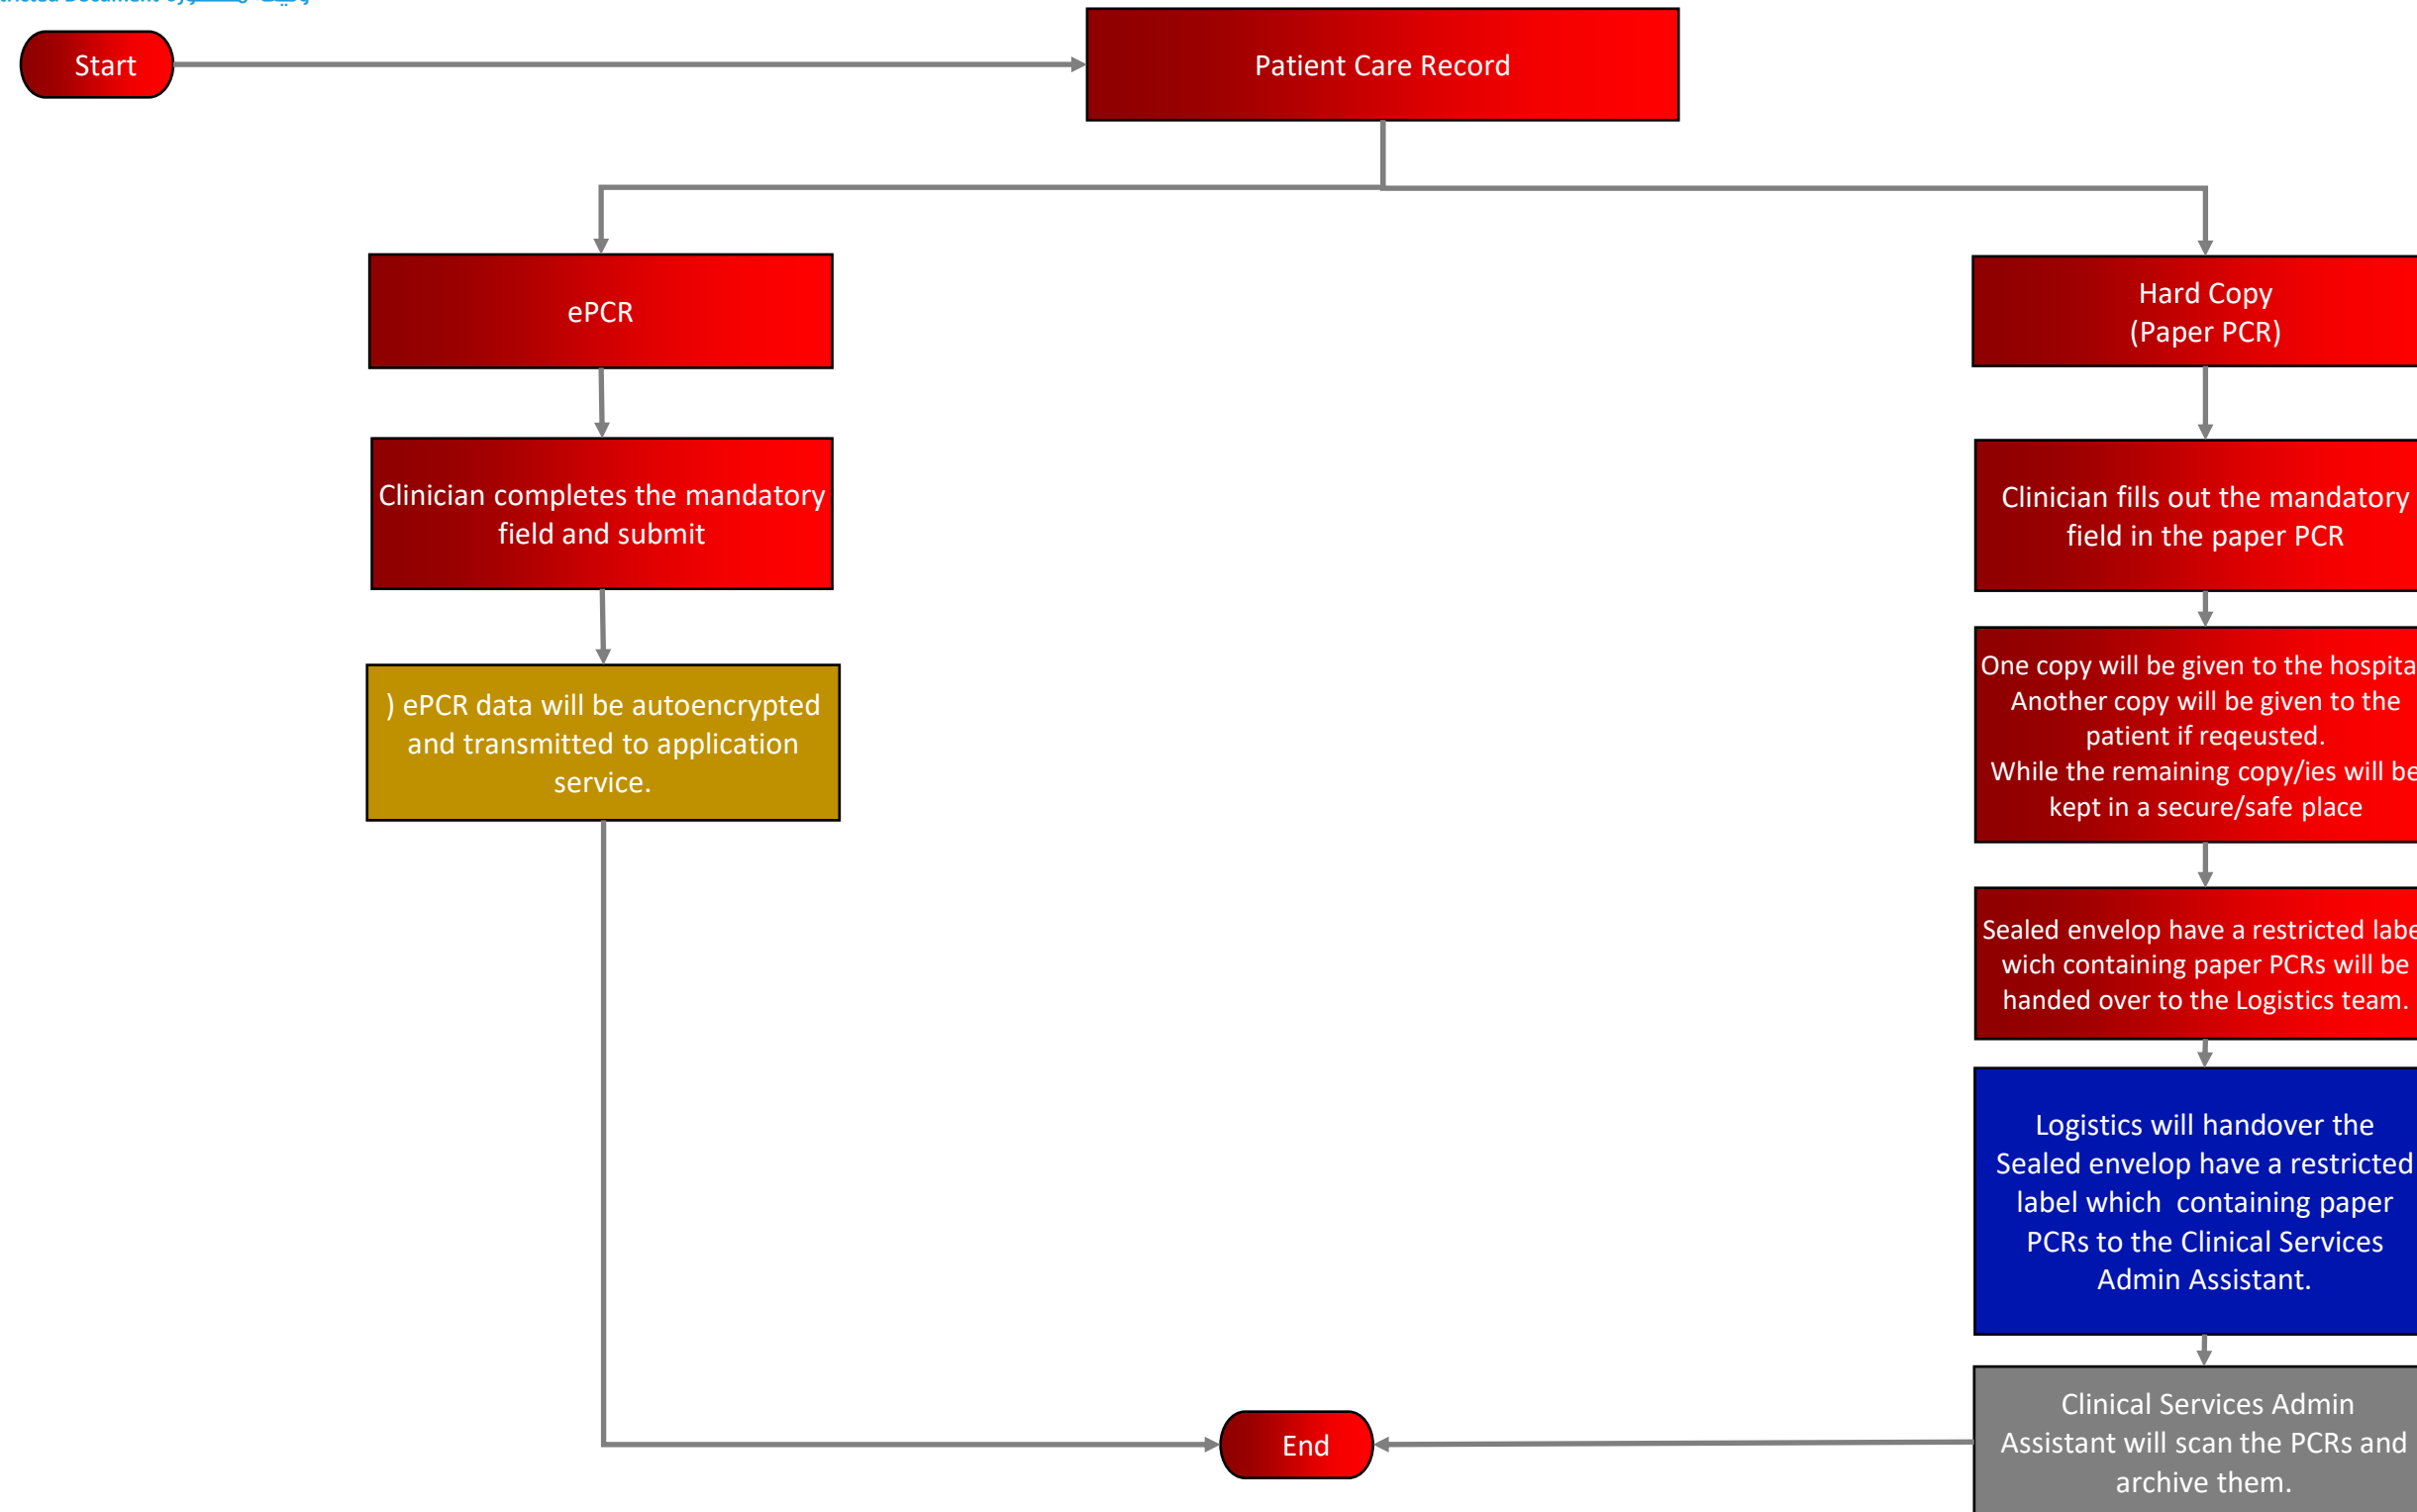 Document
Start
Patient Care Record
ePCR
Hard Copy
(Paper PCR)
Clinician completes the mandatory
field and submit
Clinician fills out the mandatory
field in the paper PCR
) ePCR data will be autoencrypted
and transmitted to application
service.
One copy will be given to the
Another copy will be given to the
patient if reqeusted.
While the remaining copy/ies will be
kept in a secure/safe place
Sealed envelop have a restricted
wich containing paper PCRs will be
handed over to the Logistics team.
Logistics will handover the
Sealed envelop have a restricted
label which containing paper
PCRs to the Clinical Services
Admin Assistant.
Clinical Services Admin
Assistant will scan the PCRs and
archive them.
End